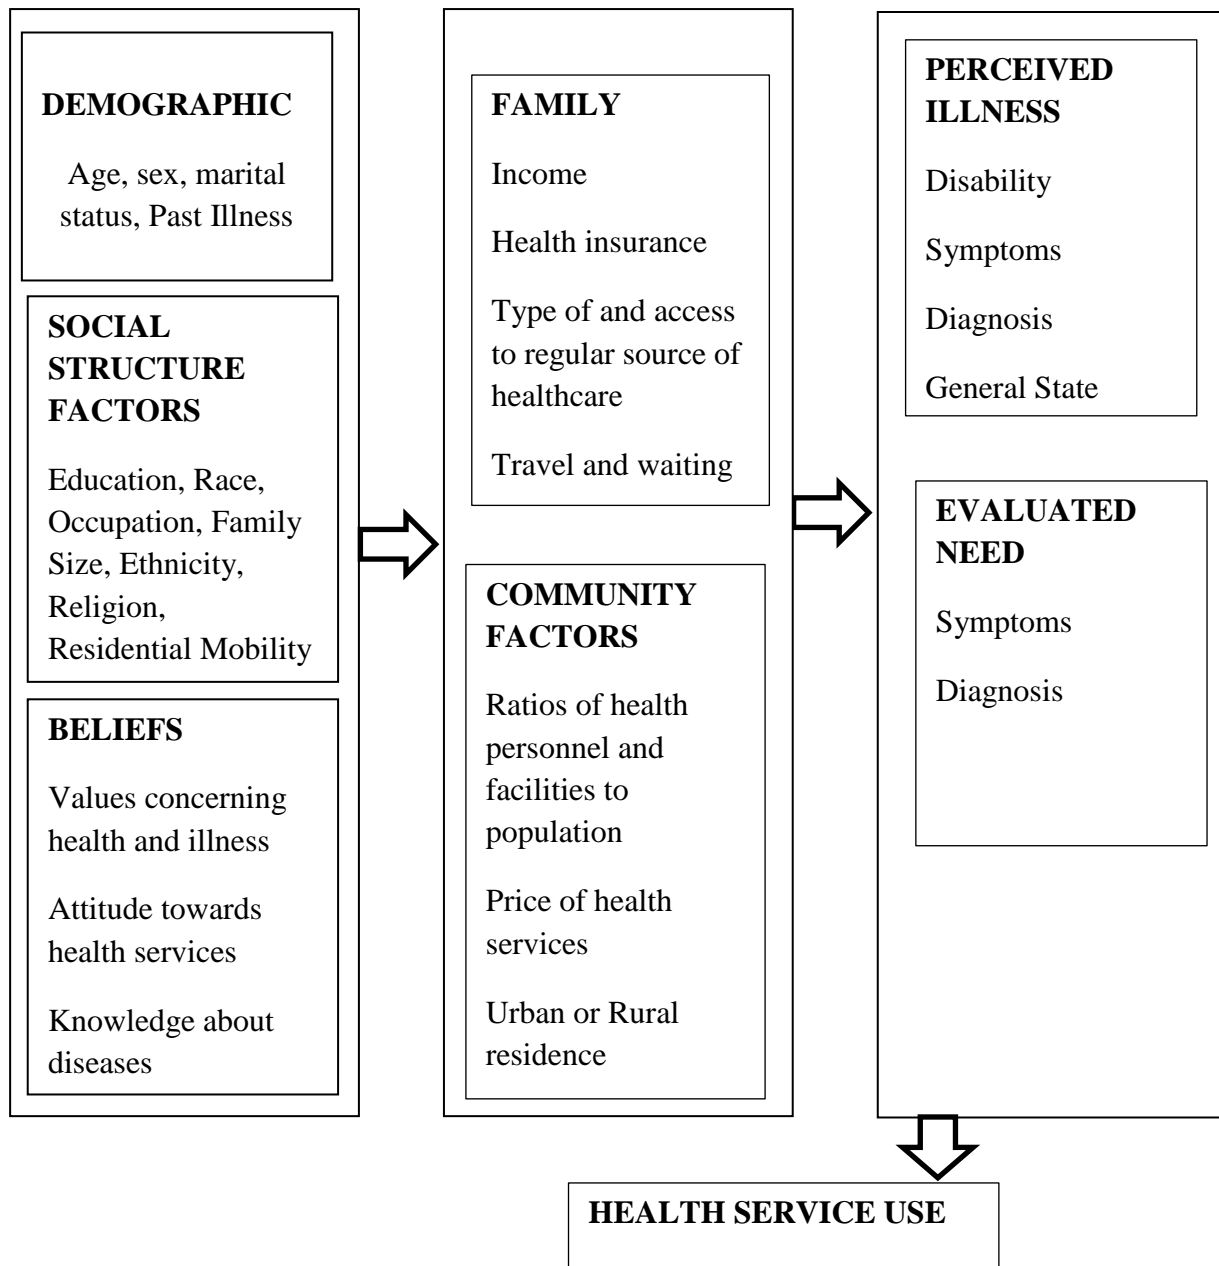 DEMOGRAPHIC
Age, sex, marital
status, Past Illness
SOCIAL
STRUCTURE
FACTORS
Education, Race,
Occupation, Family
Size, Ethnicity,
Religion,
Residential Mobility
BELIEFS
Values concerning
health and illness
Attitude towards
health services
Knowledge about
diseases
FAMILY
Income
Health insurance
Type of and access
to regular source of
healthcare
Travel and waiting
COMMUNITY
FACTORS
Ratios of health
personnel and
facilities to
population
Price of health
services
Urban or Rural
residence
PERCEIVED
ILLNESS
Disability
Symptoms
Diagnosis
General State
EVALUATED
NEED
Symptoms
Diagnosis
HEALTH SERVICE USE